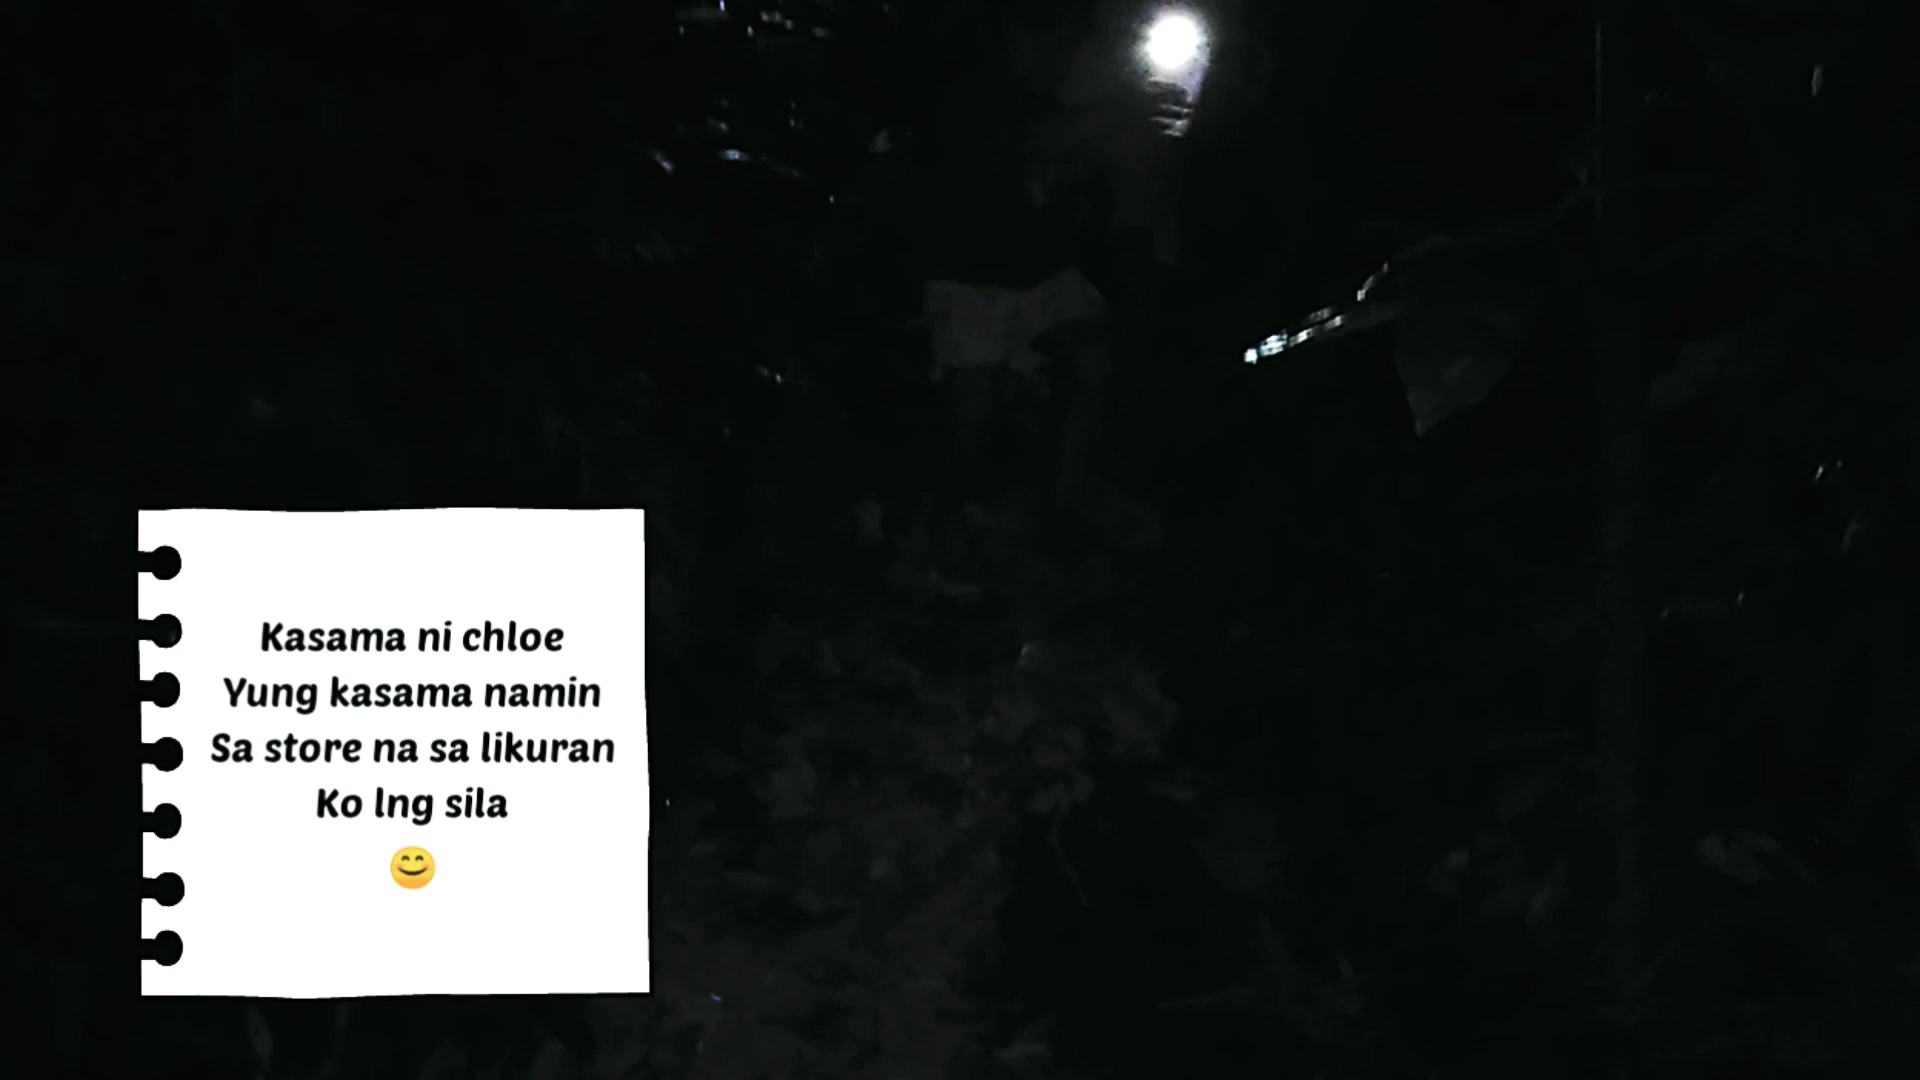 Kasama ni chloe
Yung kasama namin
Sa store na sa likuran
Ko lng sila
😊